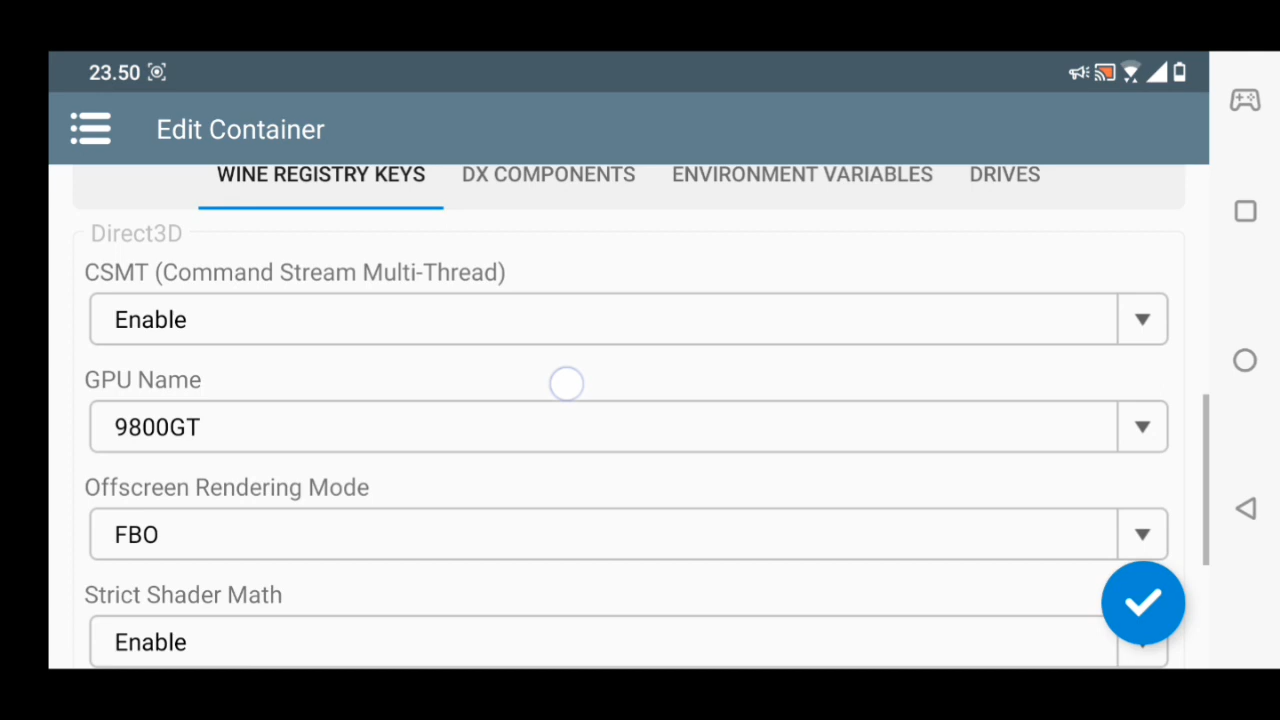 23.50
Edit Container
WINE REGISTRY KEYS DX COMPONENTS ENVIRONMENT VARIABLES DRIVES
Direct3D
CSMT (Command Stream Multi-Thread)
Enable
GPU Name
9800GT
Offscreen Rendering Mode
FBO
Strict Shader Math
Enable